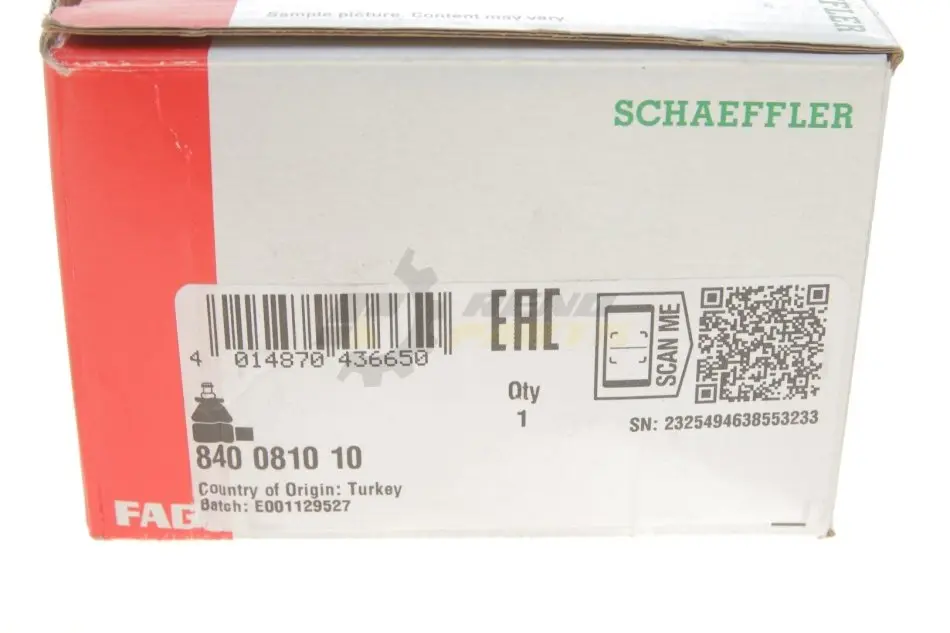 Sample picture. Content may vary.
FFLER
SCHAEFFLER
4 014870 436650
EAC
SCAN ME
Qty
1
SN: 2325494638553233
840 0810 10
Country of Origin: Turkey
Batch: E001129527
FAG